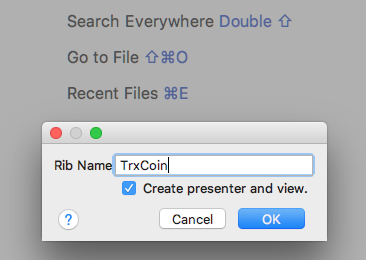 Search Everywhere Double ⇧
Go to File ⇧⌘O
Recent Files ⌘E
Rib Name TrxCoin
Create presenter and view.
? Cancel OK